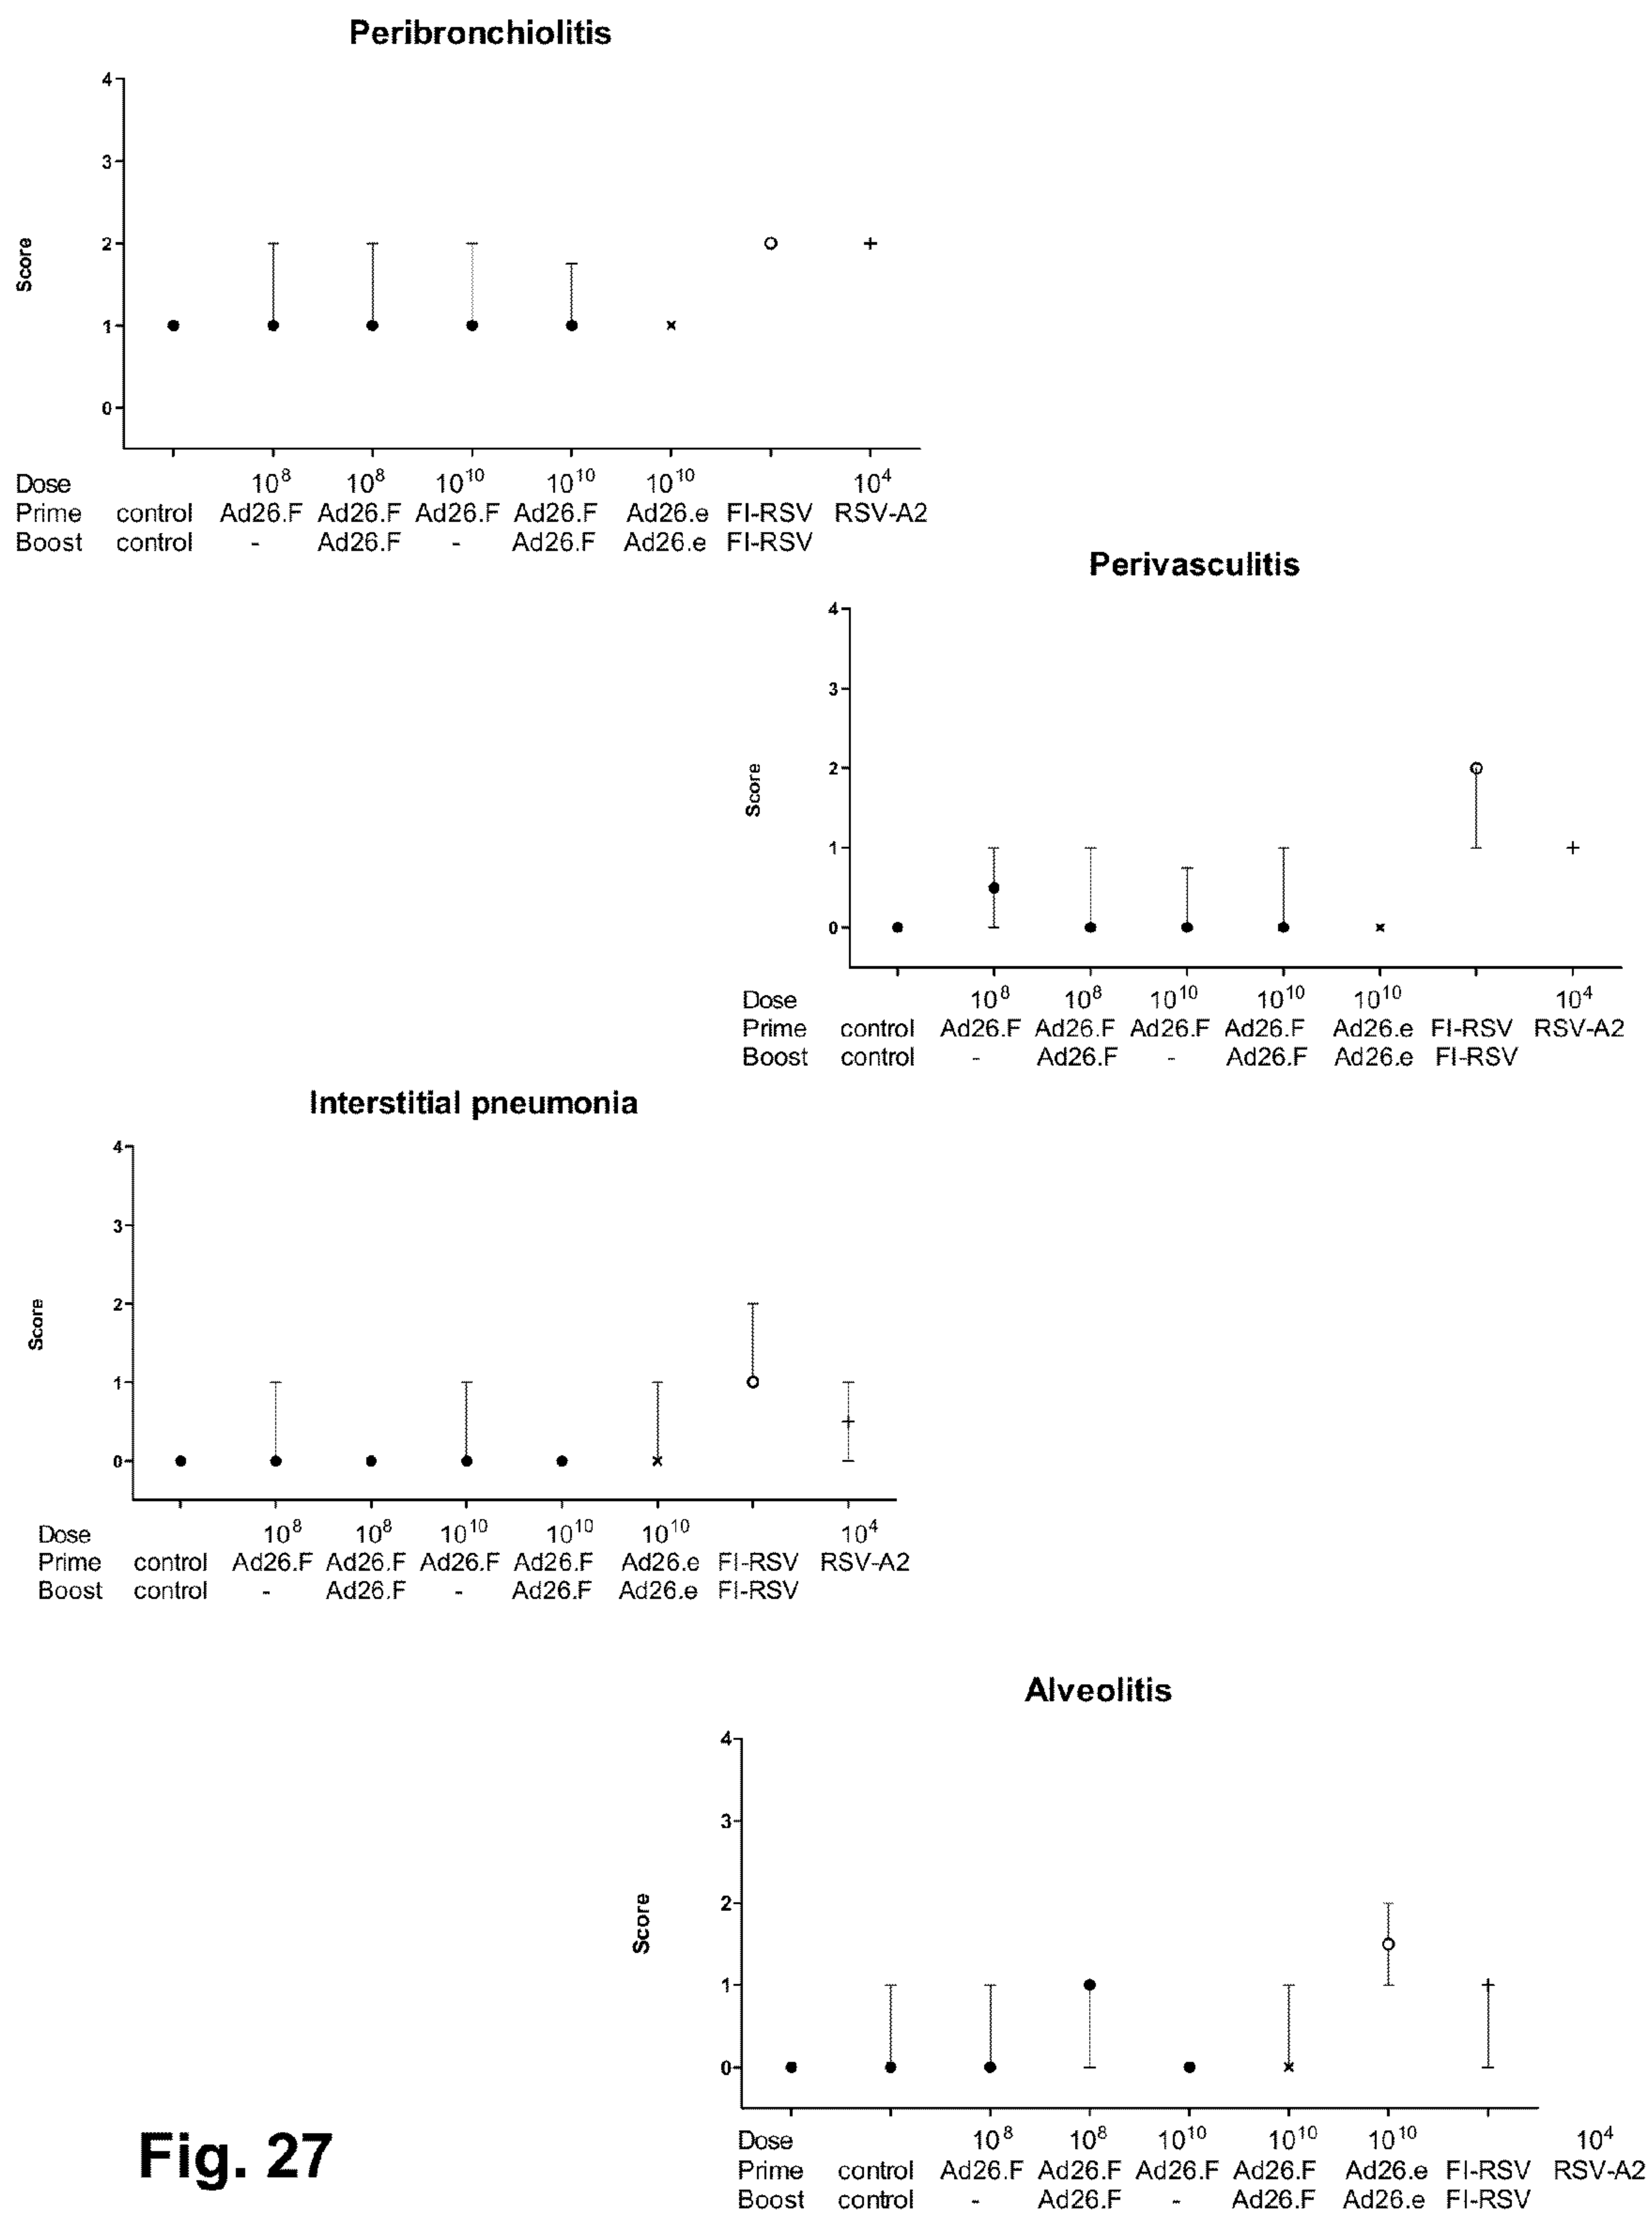 Peribronchiolitis
4
3
2
1
0
Score
Dose 10^8 10^8 10^10 10^10 10^10 10^4
Prime control Ad26.F Ad26.F Ad26.F Ad26.F Ad26.e FI-RSV RSV-A2
Boost control - Ad26.F - Ad26.F Ad26.e FI-RSV
Perivasculitis
4
3
2
1
0
Score
Dose 10^8 10^8 10^10 10^10 10^10 10^4
Prime control Ad26.F Ad26.F Ad26.F Ad26.F Ad26.e FI-RSV RSV-A2
Boost control - Ad26.F - Ad26.F Ad26.e FI-RSV
Interstitial pneumonia
4
3
2
1
0
Score
Dose 10^8 10^8 10^10 10^10 10^10 10^4
Prime control Ad26.F Ad26.F Ad26.F Ad26.F Ad26.e FI-RSV RSV-A2
Boost control - Ad26.F - Ad26.F Ad26.e FI-RSV
Alveolitis
4
3
2
1
0
Score
Dose 10^8 10^8 10^10 10^10 10^10 10^4
Prime control Ad26.F Ad26.F Ad26.F Ad26.F Ad26.e FI-RSV RSV-A2
Boost control - Ad26.F - Ad26.F Ad26.e FI-RSV
Fig. 27